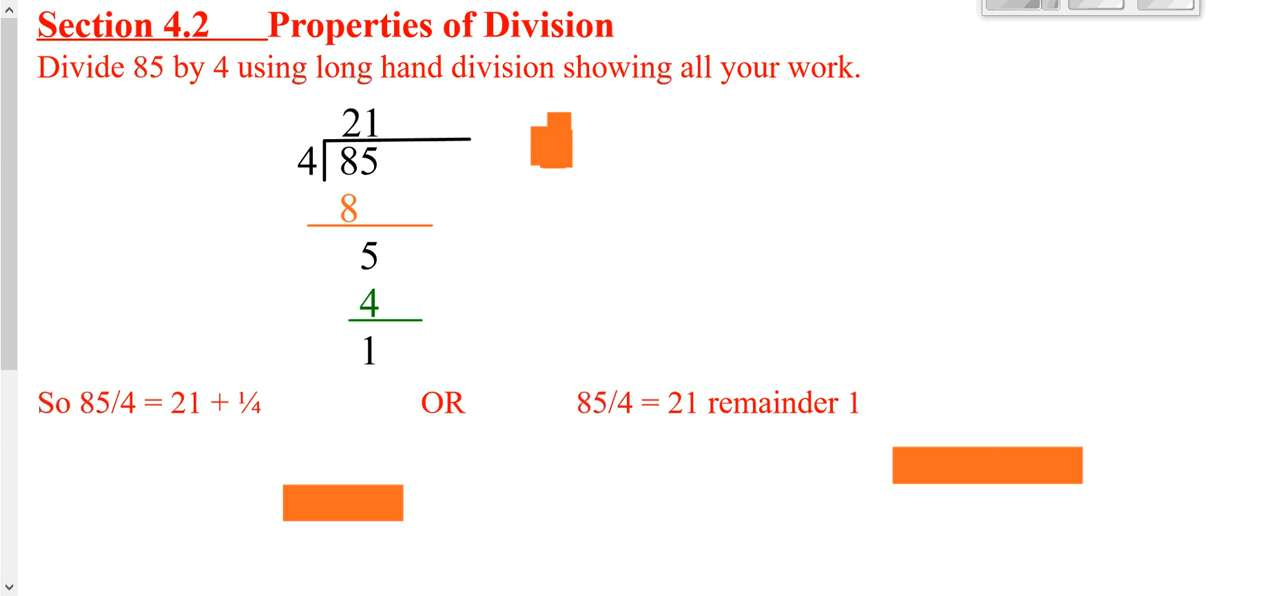 Section 4.2 Properties of Division
Divide 85 by 4 using long hand division showing all your work.
21
4 85
8
5
4
1
So 85/4 = 21 + ¼ OR 85/4 = 21 remainder 1